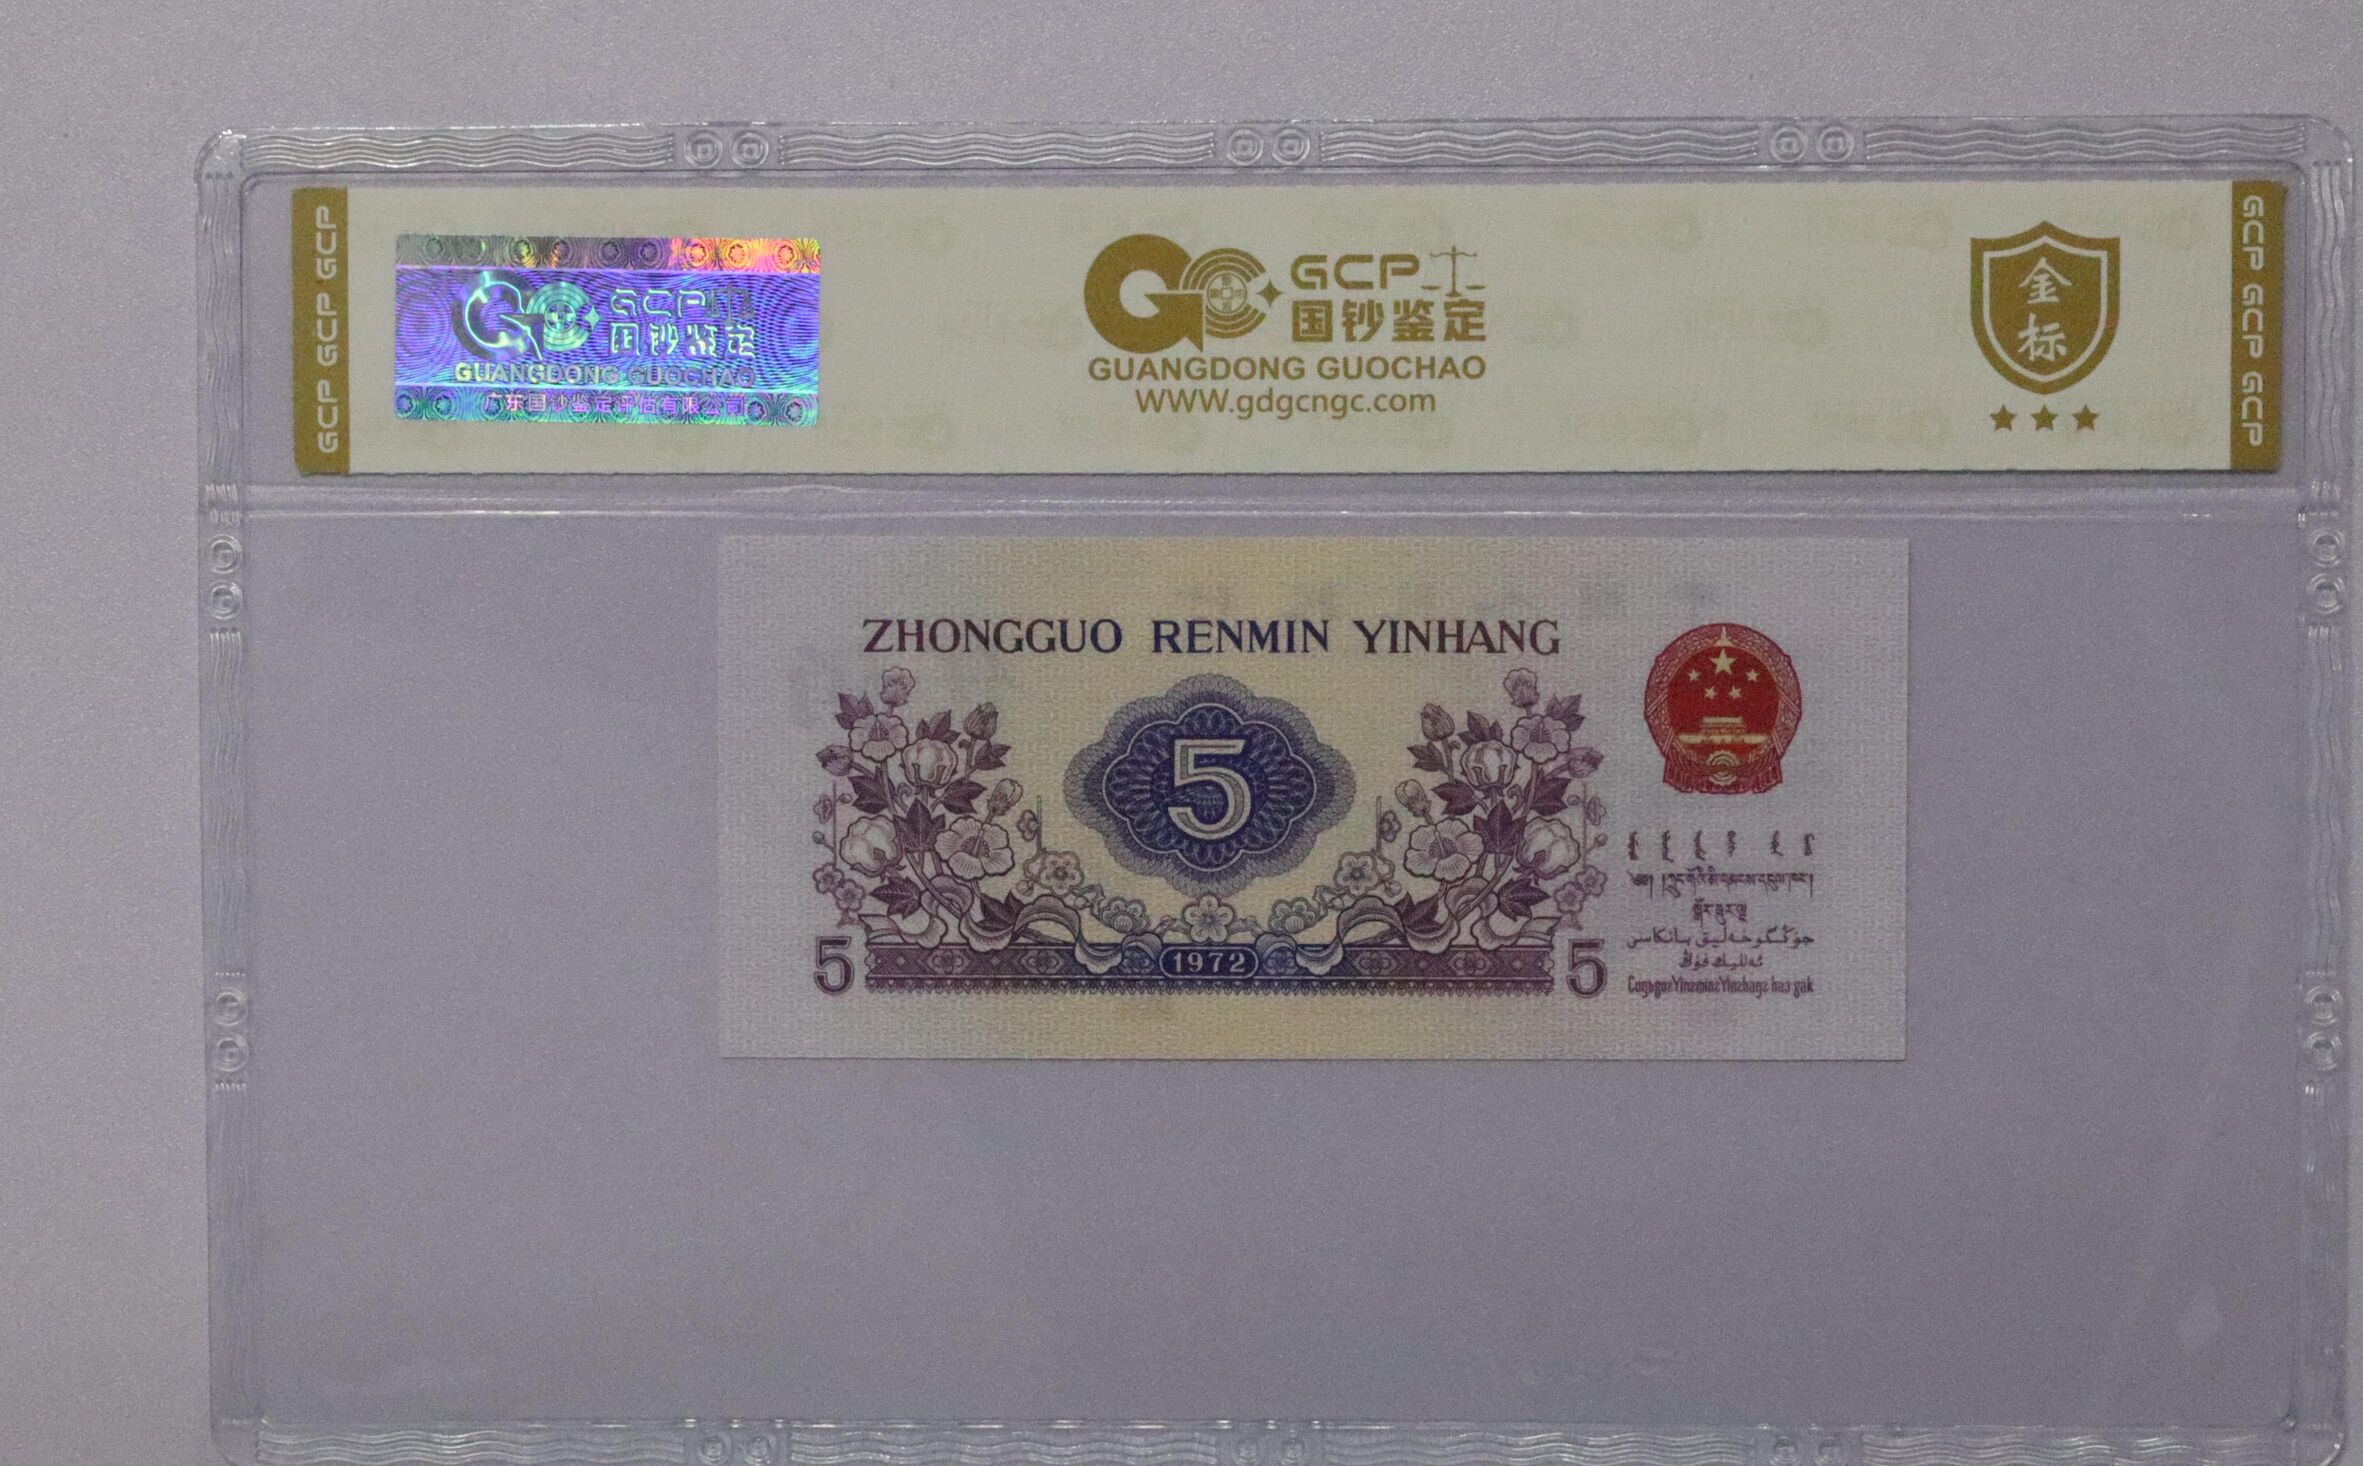 GCP GCP GCP
GCP
国钞鉴定
GUANGDONG GUOCHAO
广东国钞鉴定评估有限公司
GCP
国钞鉴定
GUANGDONG GUOCHAO
www.gdgcngc.com
金
标
GCP GCP GCP
ZHONGGUO RENMIN YINHANG
5
5
1972
5